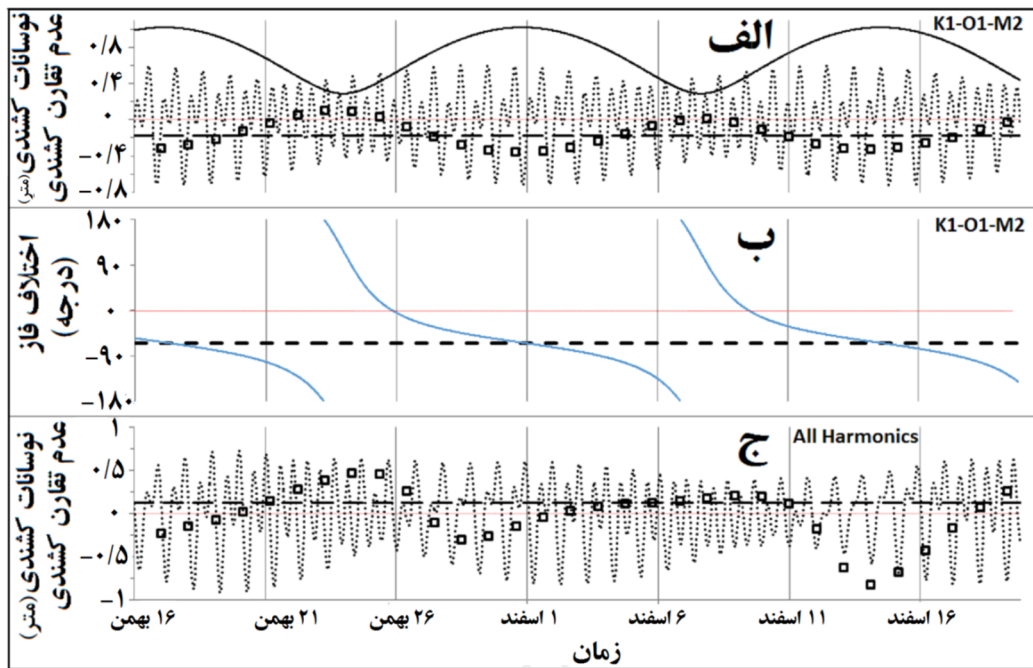 K1-O1-M2
الف
نوسانات کشندی (متر)
عدم تقارن کشندی
۰/۸
۰/۴
۰
-۰/۴
-۰/۸
K1-O1-M2
ب
اختلاف فاز
(درجه)
۱۸۰
۹۰
۰
-۹۰
-۱۸۰
All Harmonics
ج
نوسانات کشندی (متر)
عدم تقارن کشندی
۱
۰/۵
۰
-۰/۵
-۱
۱۶ بهمن
۲۱ بهمن
۲۶ بهمن
۱ اسفند
۶ اسفند
۱۱ اسفند
۱۶ اسفند
زمان